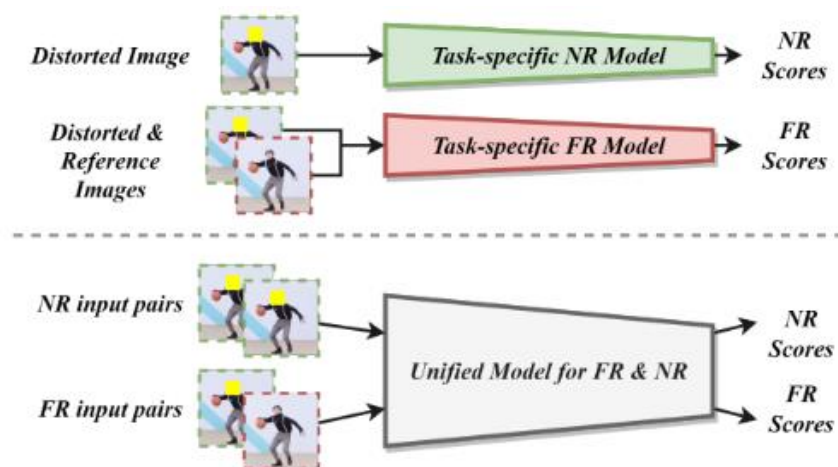 Distorted Image
Task-specific NR Model
NR
Scores
Distorted &
Reference
Images
Task-specific FR Model
FR
Scores
NR input pairs
FR input pairs
Unified Model for FR & NR
NR
Scores
FR
Scores